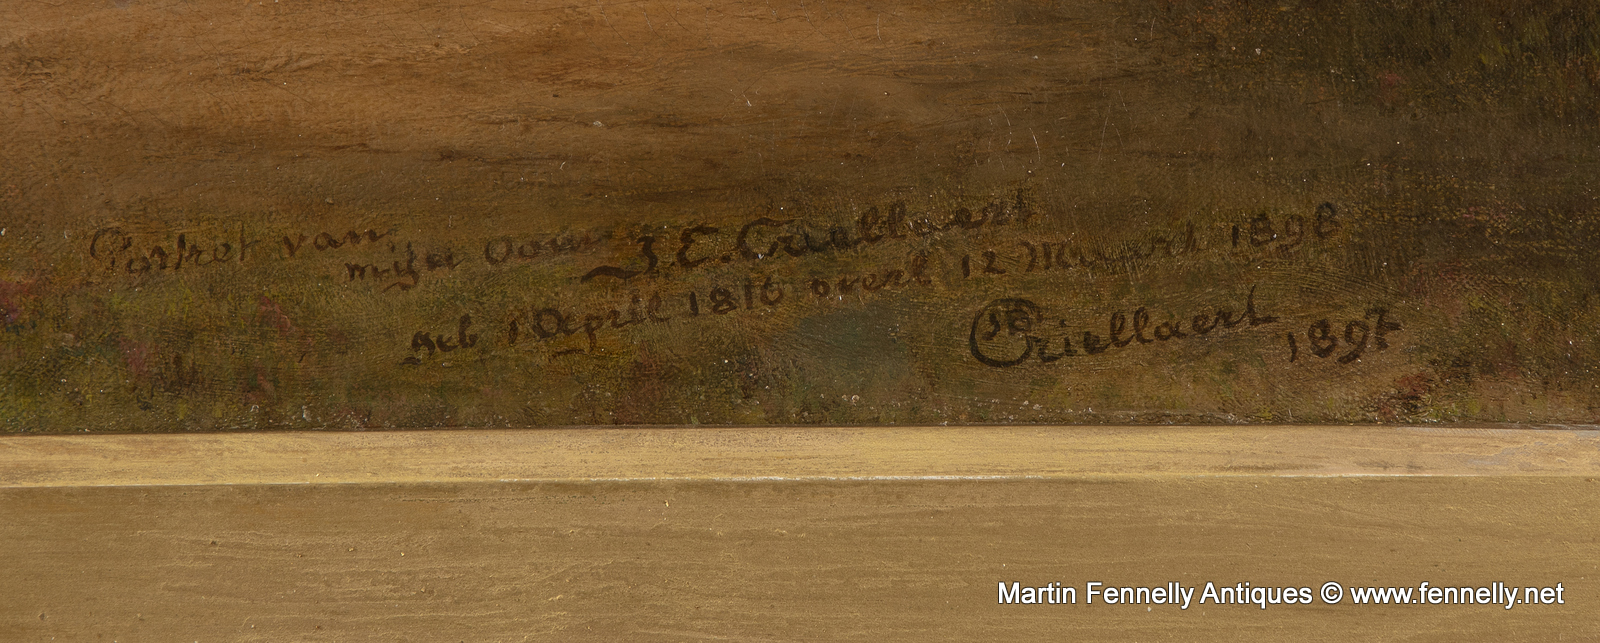 Portret van
mijn oom J. C. Criellaert
geb 1 April 1816 overl 12 Maart 1898
Criellaert
1897
Martin Fennelly Antiques © www.fennelly.net